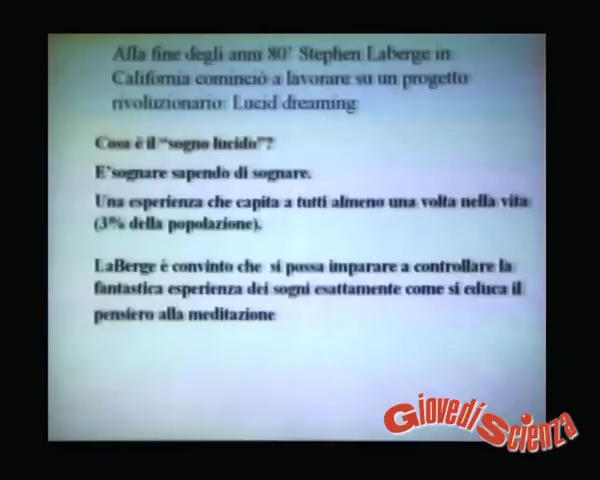 Alla fine degli anni 80' Stephen Laberge in
California cominciò a lavorare su un progetto
rivoluzionario: Lucid dreaming
Cosa è il "sogno lucido"?
E'sognare sapendo di sognare.
Una esperienza che capita a tutti almeno una volta nella vita
(3% della popolazione).
LaBerge è convinto che si possa imparare a controllare la
fantastica esperienza dei sogni esattamente come si educa il
pensiero alla meditazione
Giovedì Scienza